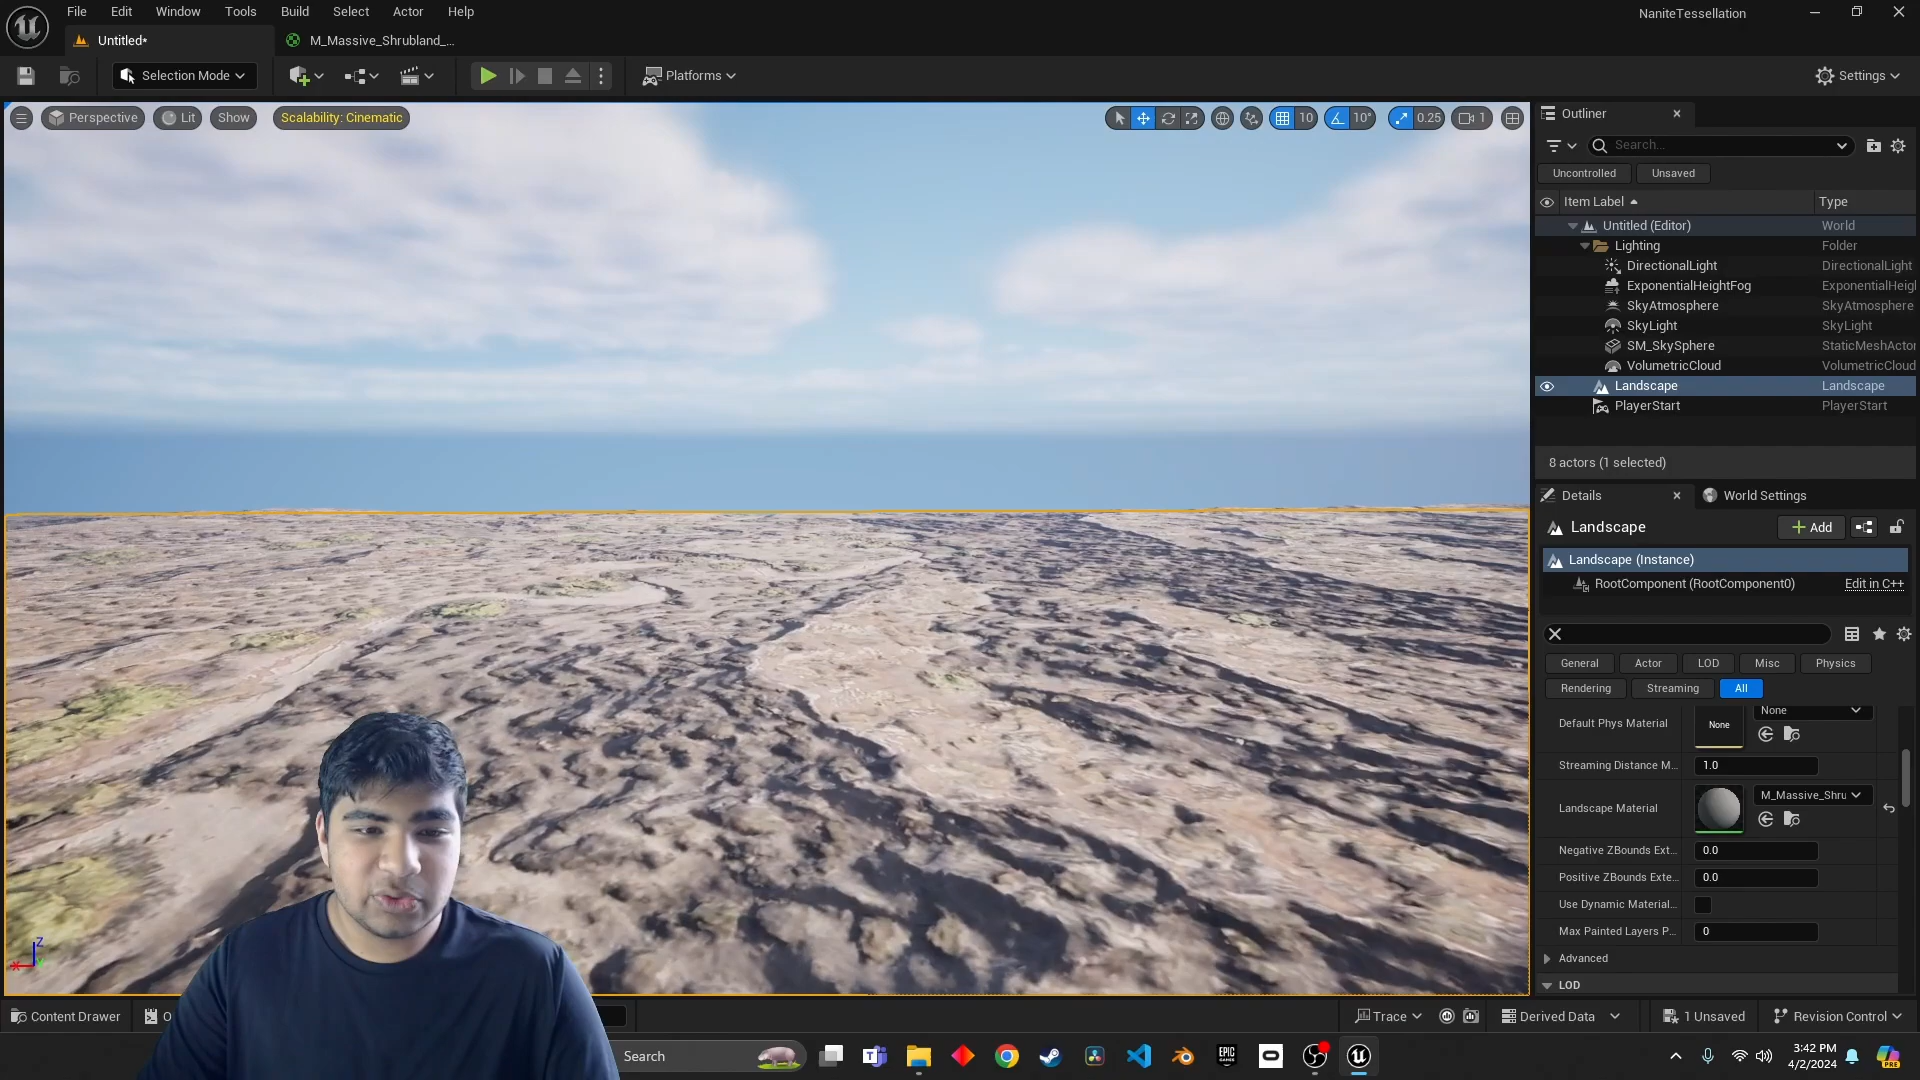 File Edit Window Tools Build Select Actor Help
NaniteTessellation
Untitled*
M_Massive_Shrubland_...
Selection Mode
Platforms
Settings
Perspective
Lit
Show
Scalability: Cinematic
10
10°
0.25
1
Outliner
Search...
Uncontrolled
Unsaved
Item Label
Type
Untitled (Editor) World
Lighting Folder
DirectionalLight DirectionalLight
ExponentialHeightFog ExponentialHeigl
SkyAtmosphere SkyAtmosphere
SkyLight SkyLight
SM_SkySphere StaticMeshActor
VolumetricCloud VolumetricCloud
Landscape Landscape
PlayerStart PlayerStart
8 actors (1 selected)
Details
World Settings
Landscape
Add
Landscape (Instance)
RootComponent (RootComponent0) Edit in C++
General
Actor
LOD
Misc
Physics
Rendering
Streaming
All
None
Default Phys Material
None
Streaming Distance M... 1.0
M_Massive_Shru
Landscape Material
Negative ZBounds Ext... 0.0
Positive ZBounds Exte... 0.0
Use Dynamic Material...
Max Painted Layers P... 0
Advanced
LOD
Z
Content Drawer
Trace
Derived Data
1 Unsaved
Revision Control
Search
EPIC
GAMES
3:42 PM
4/2/2024
PRE